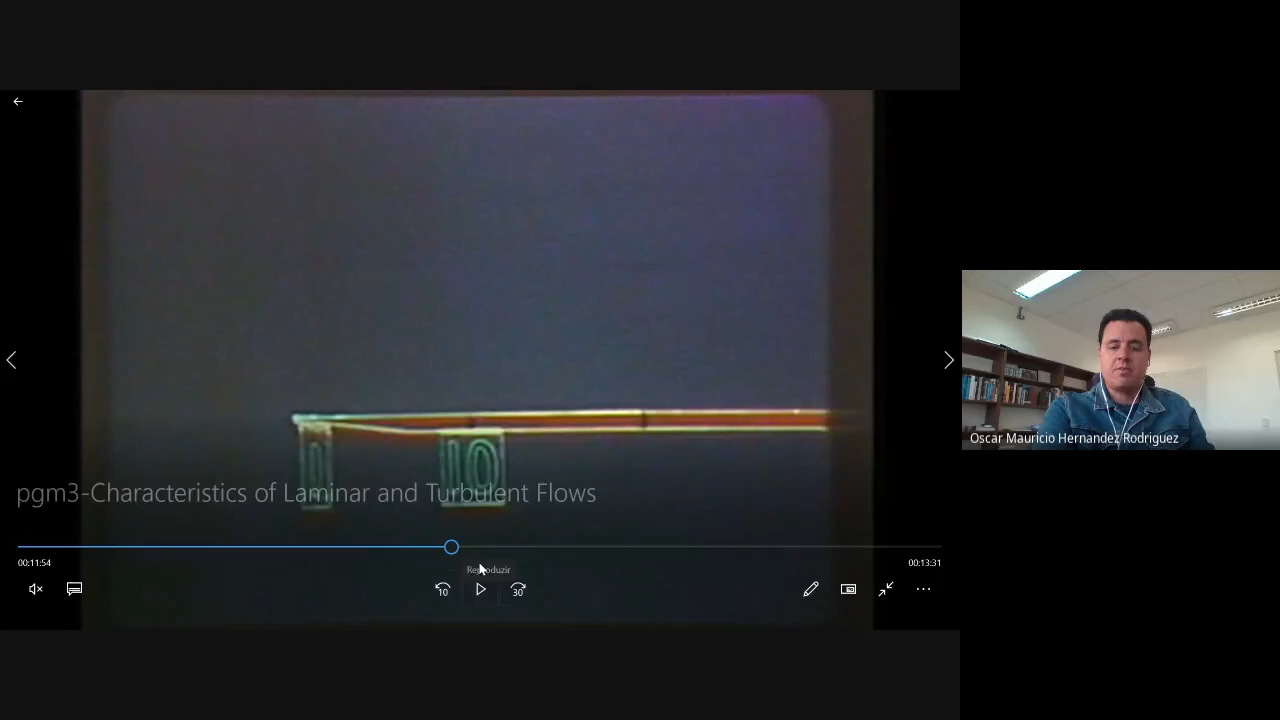 0
10
pgm3-Characteristics of Laminar and Turbulent Flows
00:11:54
00:13:31
Reproduzir
10
30
Oscar Mauricio Hernandez Rodriguez